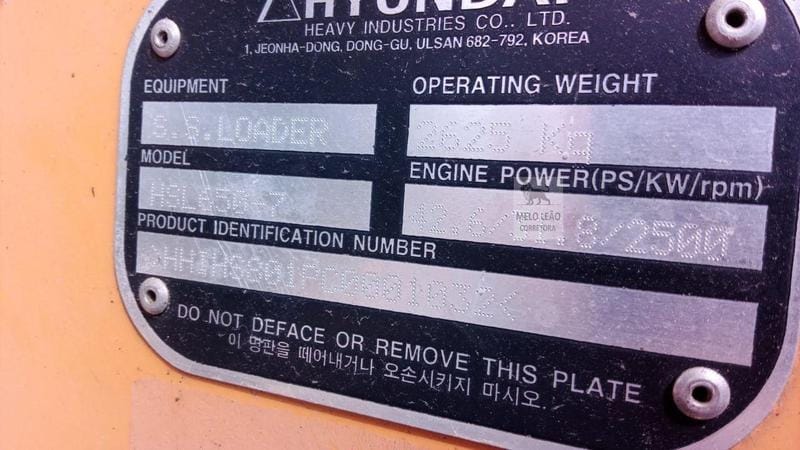 HYUNDAI
HEAVY INDUSTRIES CO., LTD.
1, JEONHA-DONG, DONG-GU, ULSAN 682-792, KOREA
EQUIPMENT
S.S.LOADER
OPERATING WEIGHT
2625 Kg
MODEL
HSL650-7
ENGINE POWER(PS/KW/rpm)
MELO LEÃO
CORRETORA
PRODUCT IDENTIFICATION NUMBER
DO NOT DEFACE OR REMOVE THIS PLATE
이 명판을 떼어내거나 오손시키지 마시오.